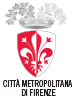 CITTÀ METROPOLITANA
DI FIRENZE